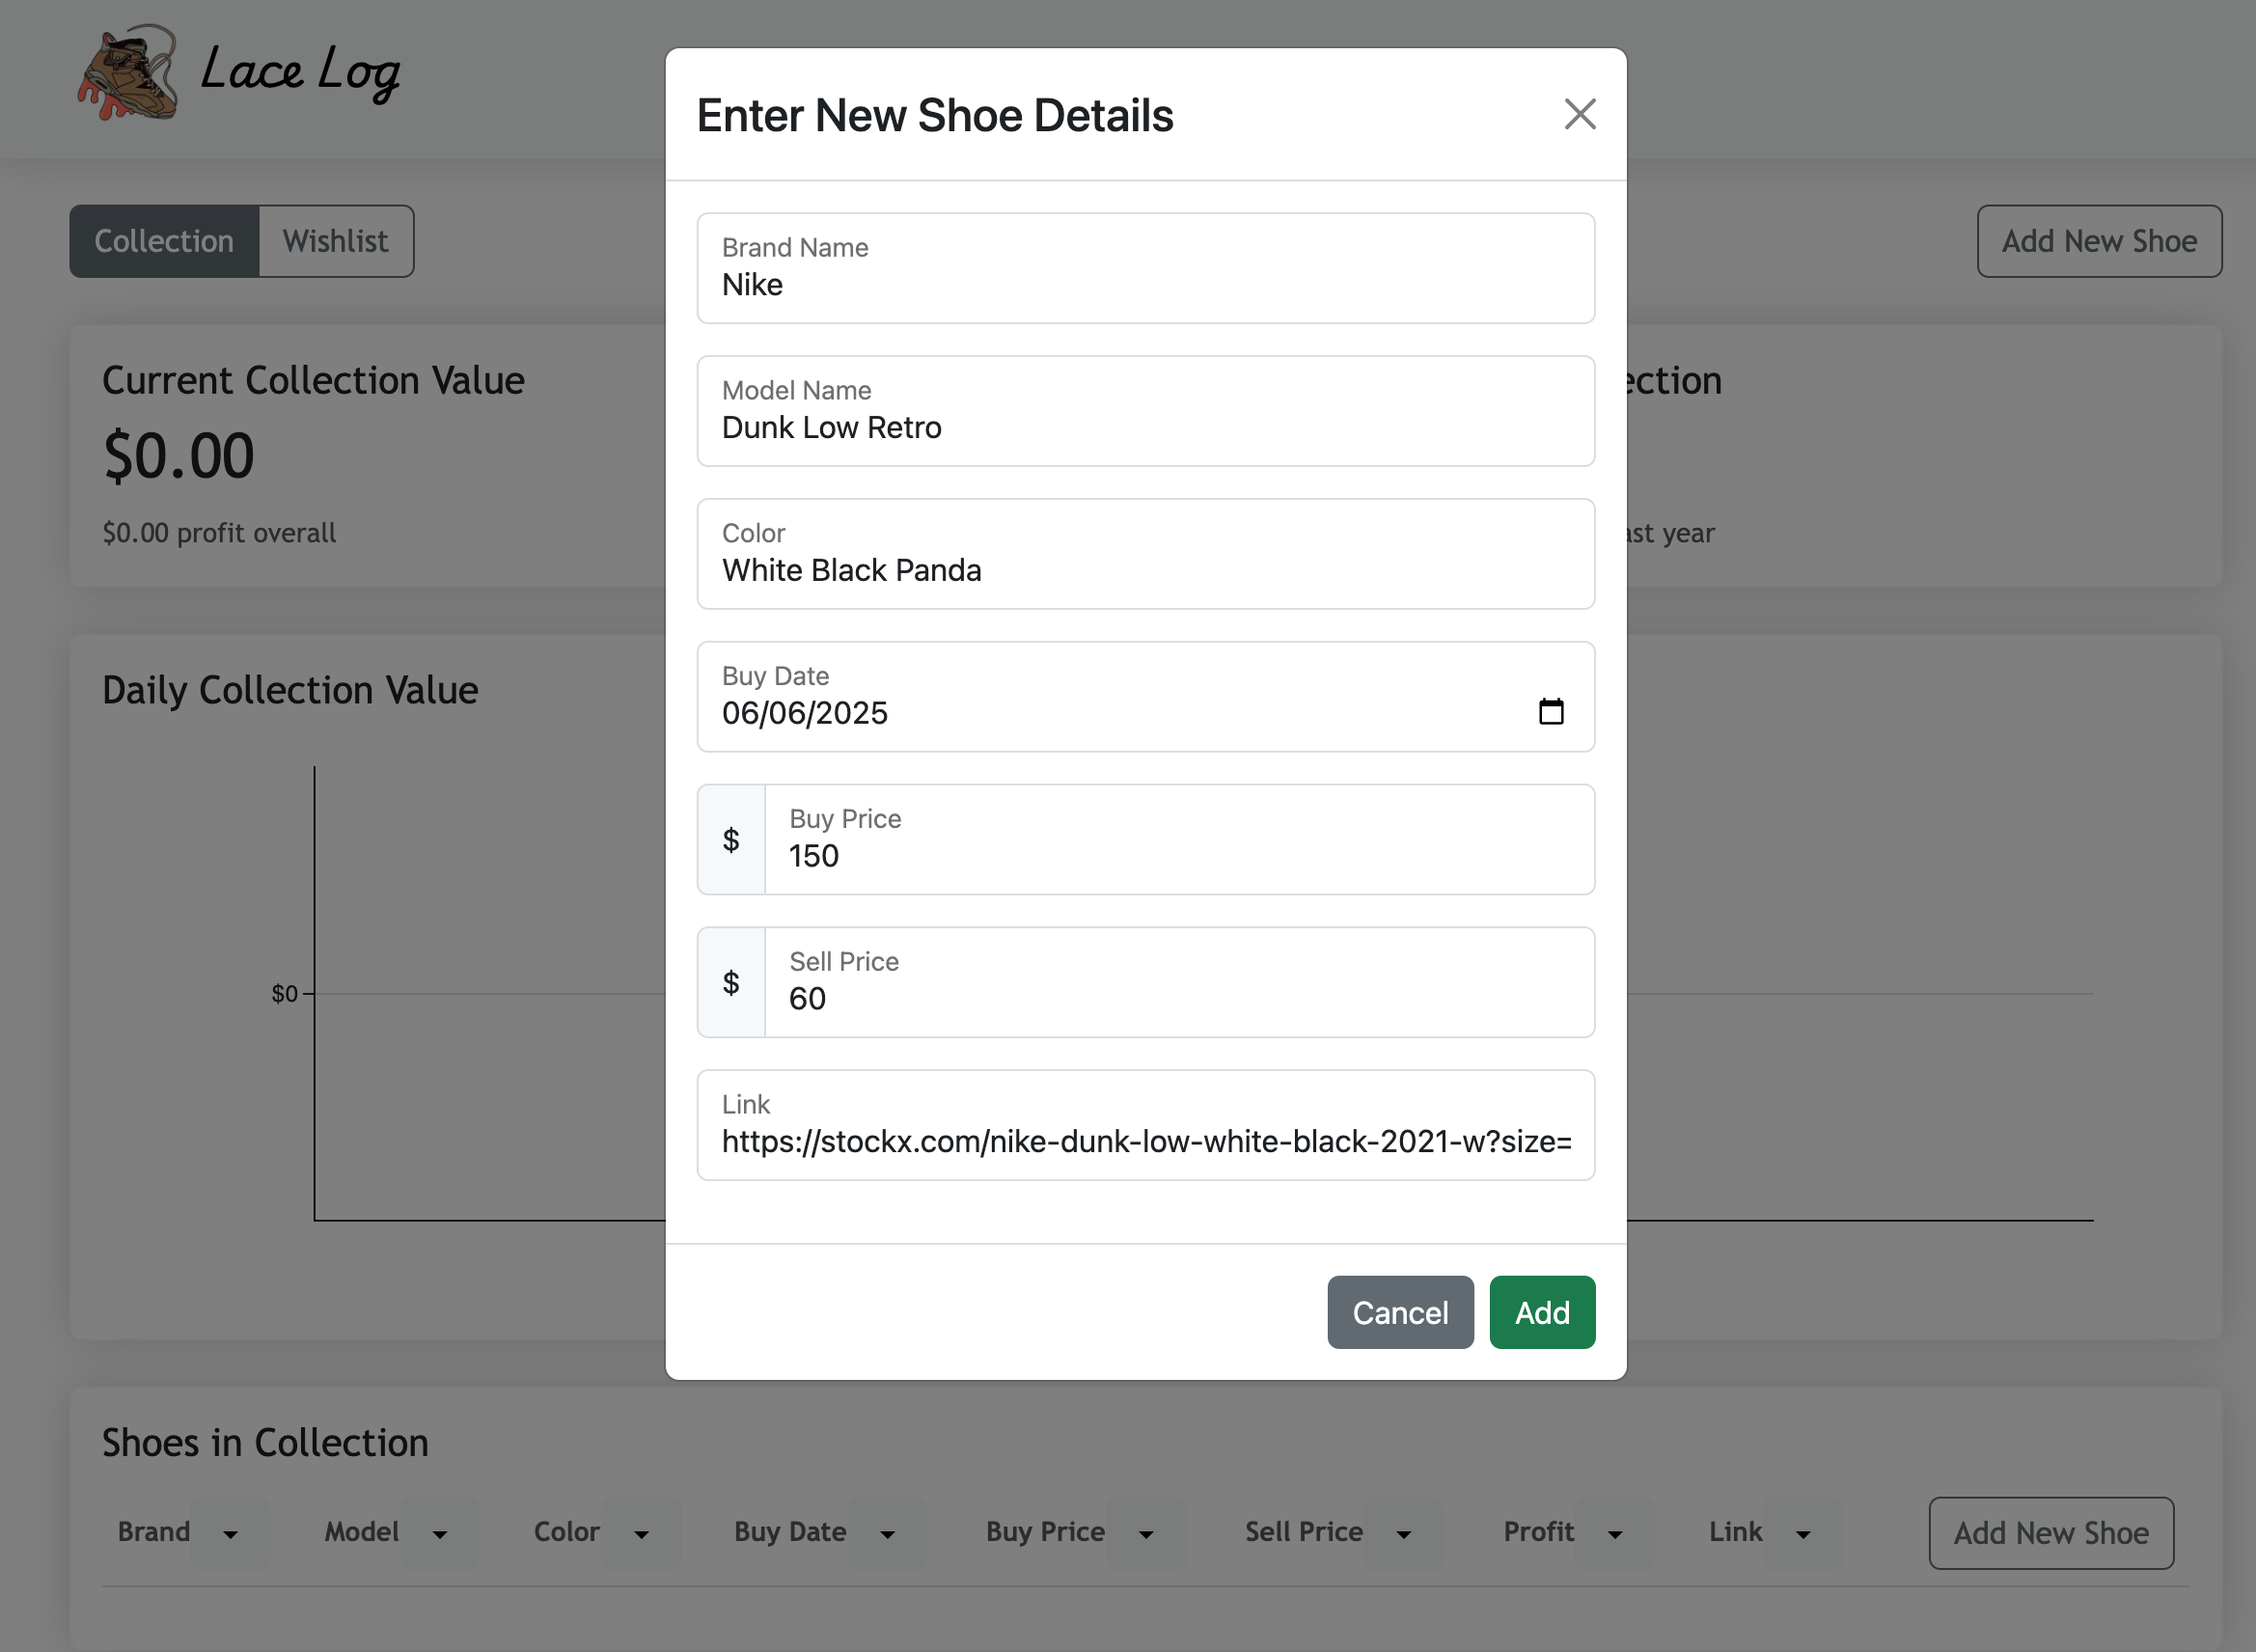 Lace Log
Enter New Shoe Details
Collection
Wishlist
Add New Shoe
Brand Name
Nike
Model Name
Dunk Low Retro
Color
White Black Panda
Buy Date
06/06/2025
$
Buy Price
150
$
Sell Price
60
Link
https://stockx.com/nike-dunk-low-white-black-2021-w?size=
Cancel
Add
Current Collection Value
$0.00
$0.00 profit overall
ection
ast year
Daily Collection Value
$0
Shoes in Collection
Brand
Model
Color
Buy Date
Buy Price
Sell Price
Profit
Link
Add New Shoe